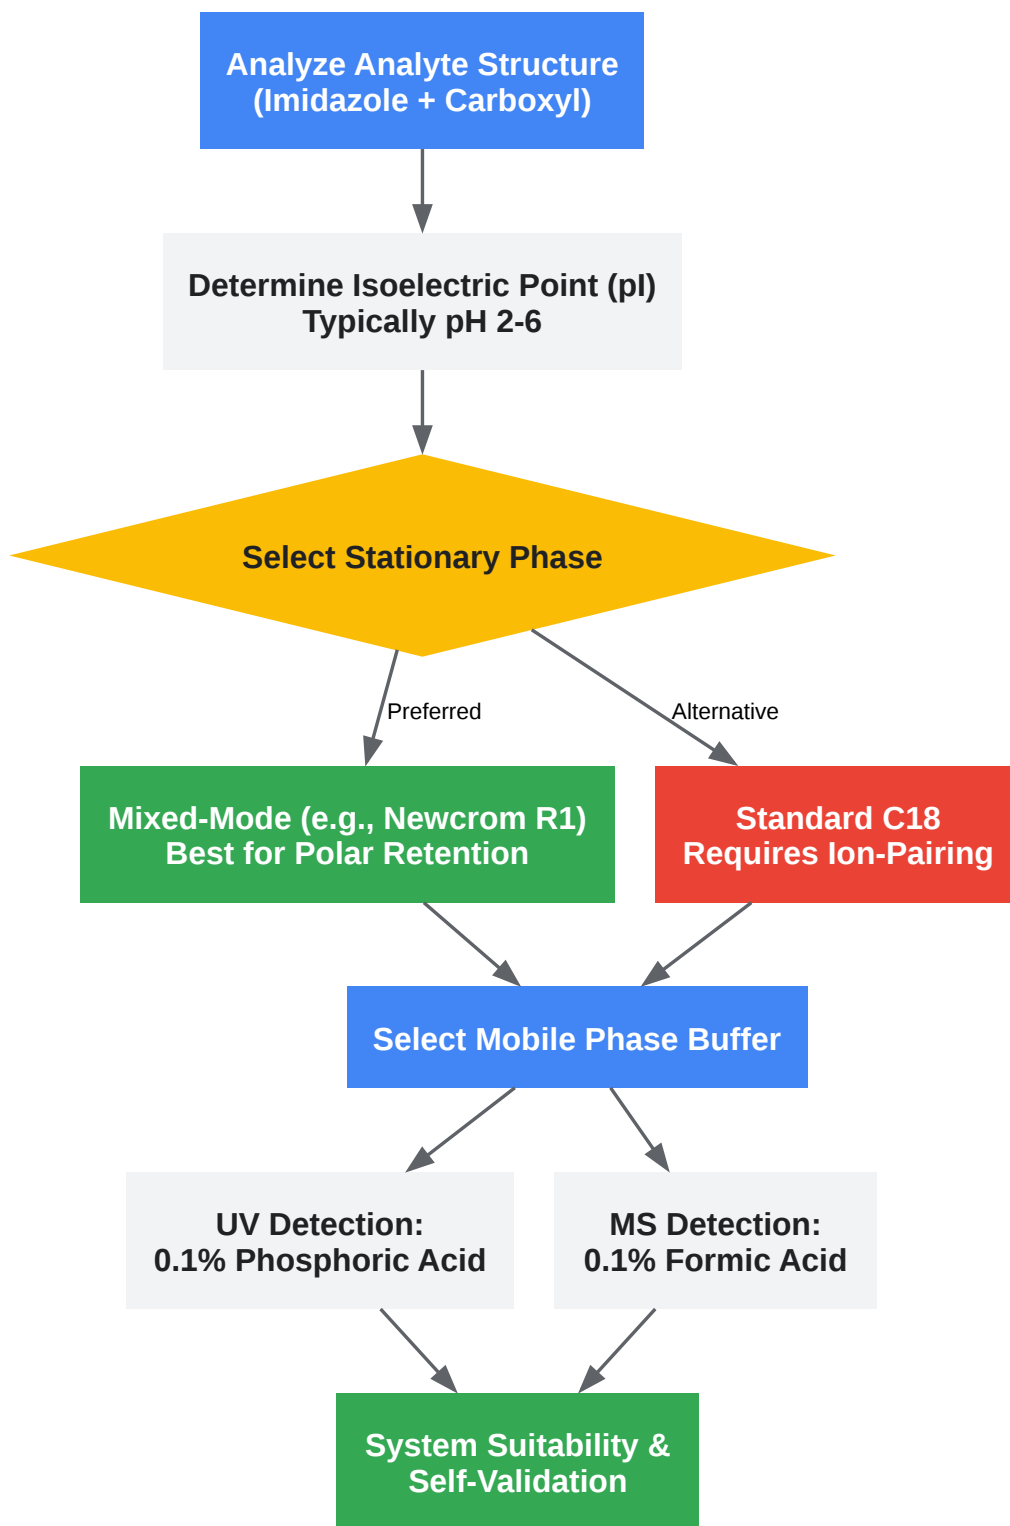 Analyze Analyte Structure
(Imidazole + Carboxyl)
Determine Isoelectric Point (pI)
Typically pH 2-6
Select Stationary Phase
Preferred
Alternative
Mixed-Mode (e.g., Newcrom R1)
Best for Polar Retention
Standard C18
Requires Ion-Pairing
Select Mobile Phase Buffer
UV Detection:
0.1% Phosphoric Acid
MS Detection:
0.1% Formic Acid
System Suitability &
Self-Validation